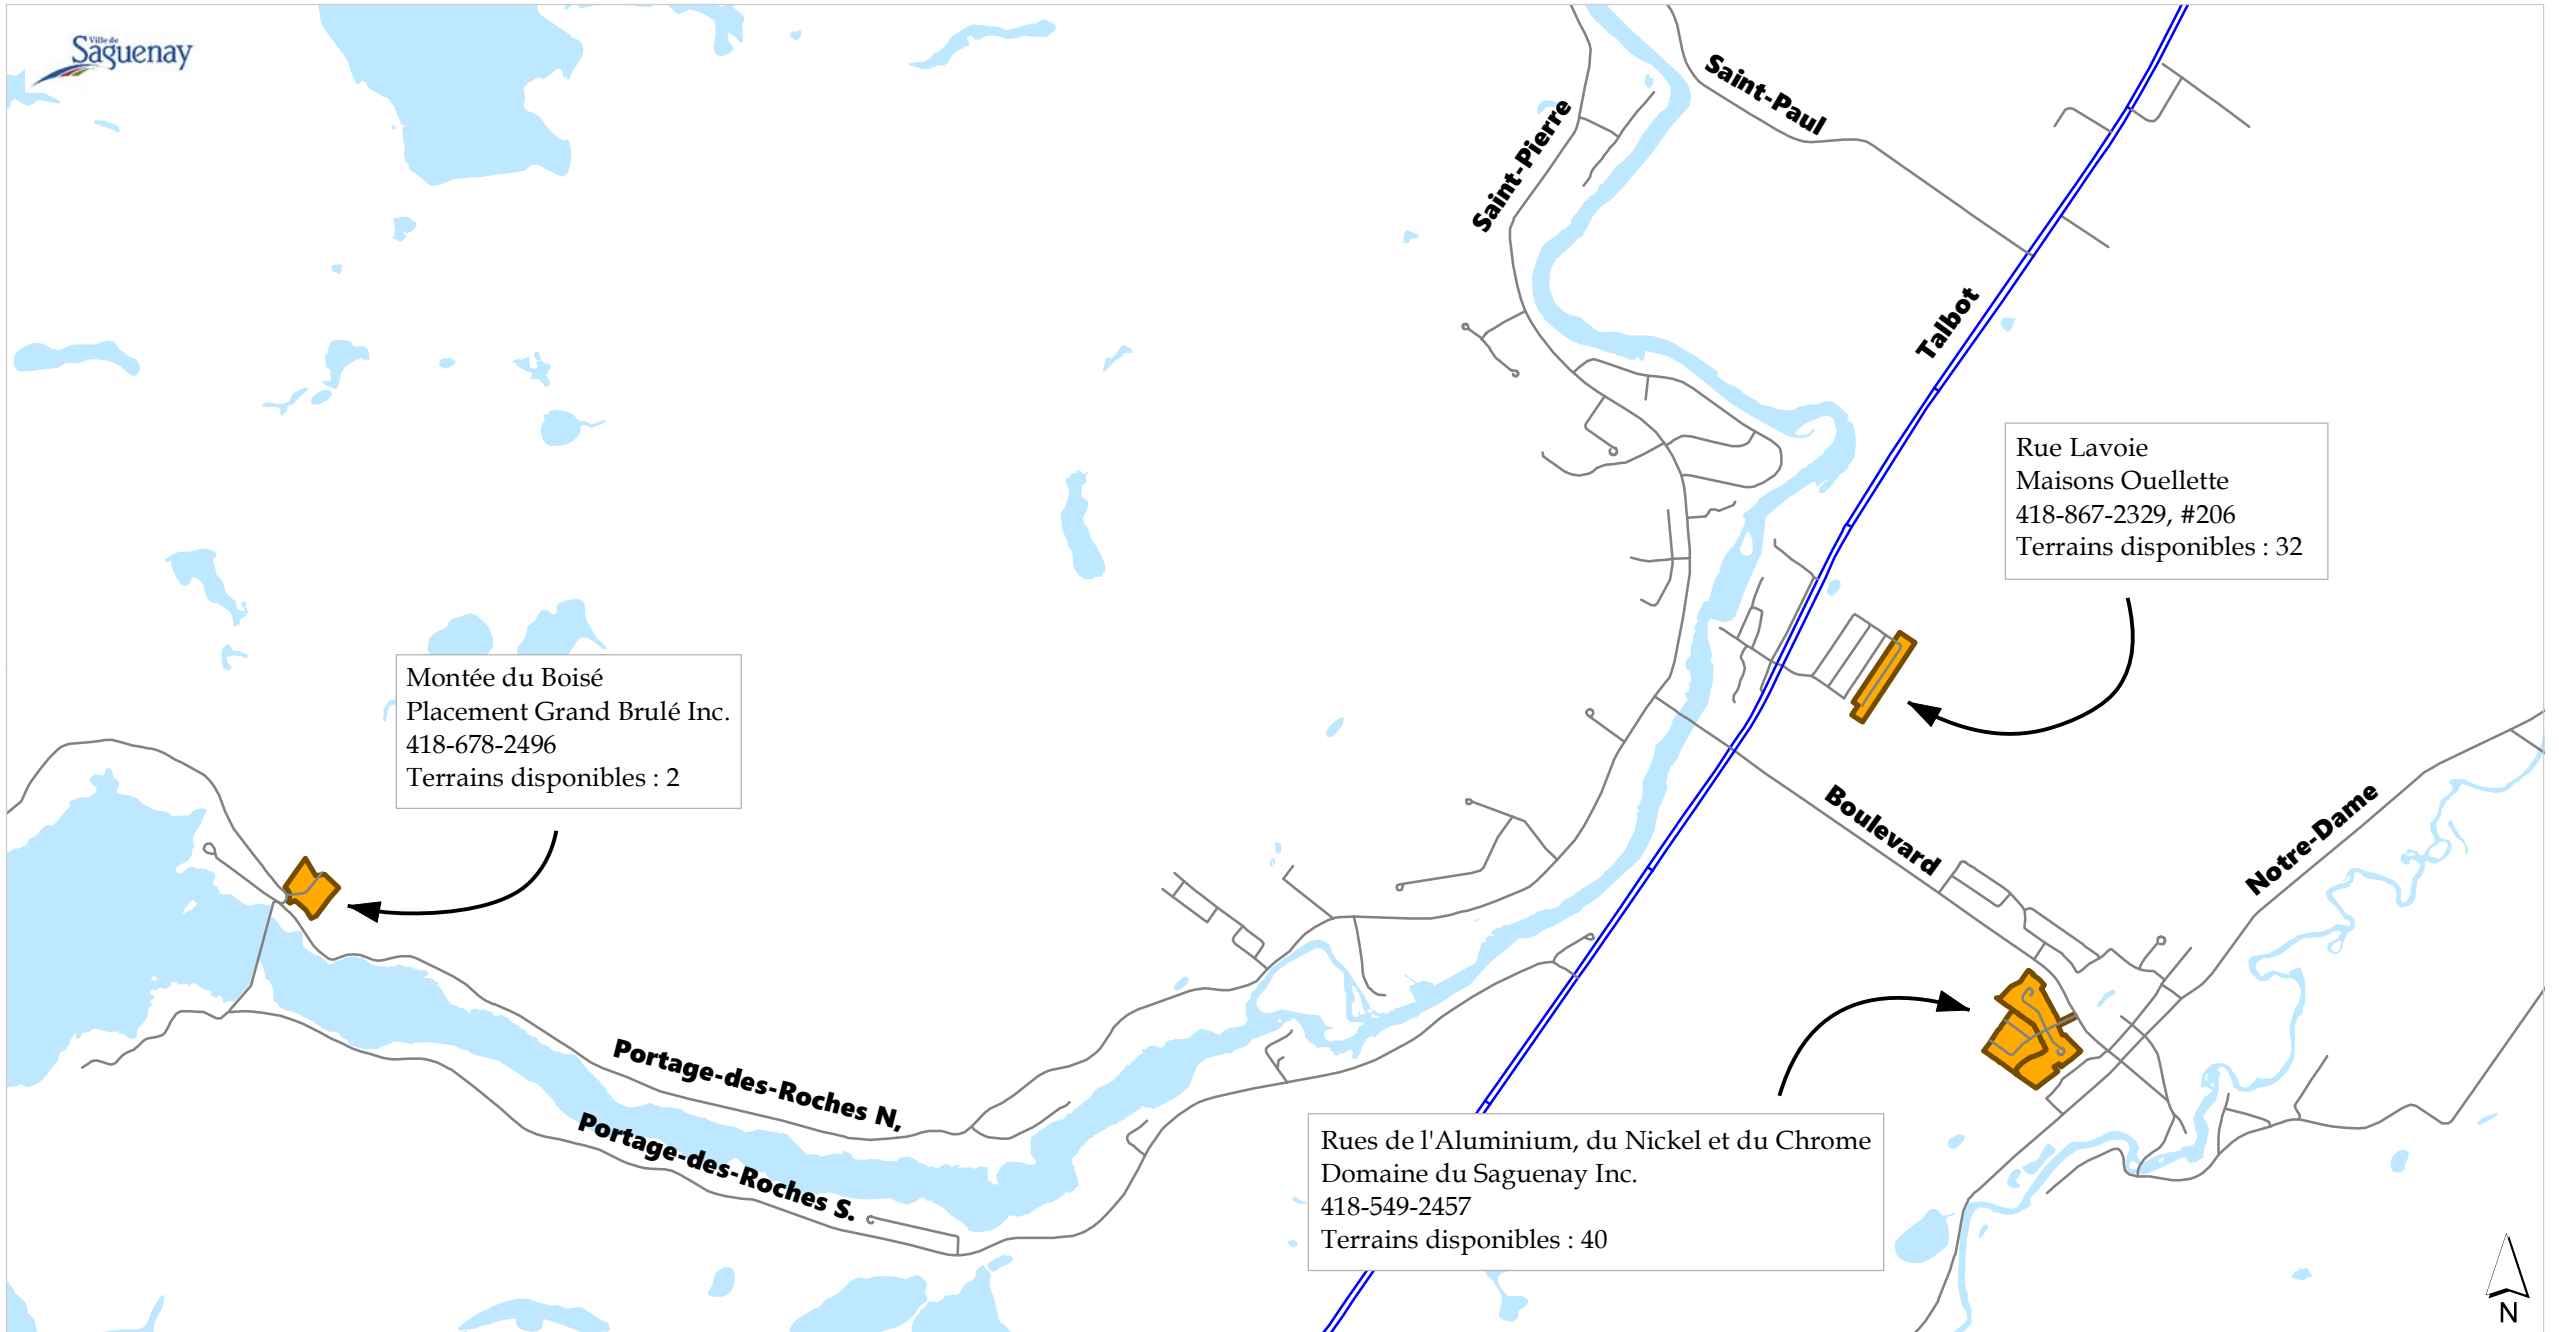 Ville de
Saguenay
Saint-Paul
Saint-Pierre
Talbot
Rue Lavoie
Maisons Ouellette
418-867-2329, #206
Terrains disponibles : 32
Montée du Boisé
Placement Grand Brulé Inc.
418-678-2496
Terrains disponibles : 2
Boulevard
Notre-Dame
Portage-des-Roches N,
Portage-des-Roches S.
Rues de l'Aluminium, du Nickel et du Chrome
Domaine du Saguenay Inc.
418-549-2457
Terrains disponibles : 40
N